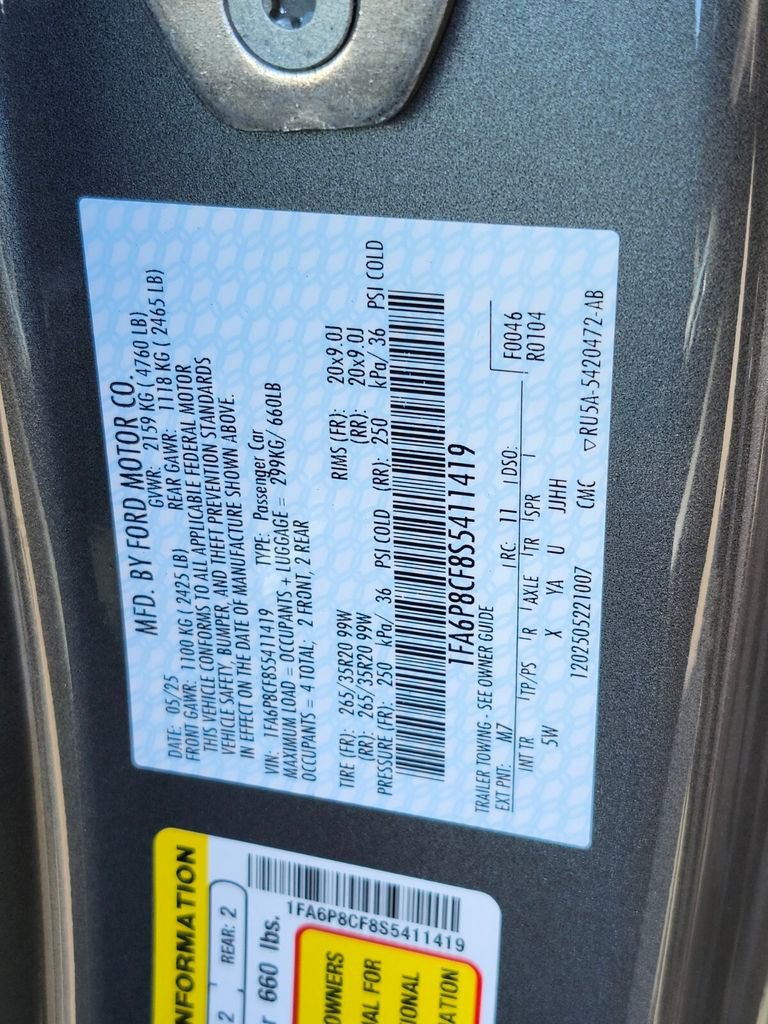 MFD. BY FORD MOTOR CO.
DATE: 05/25 GVWR: 2159 KG ( 4760 LB)
FRONT GAWR: 1100 KG ( 2425 LB) REAR GAWR: 1118 KG ( 2465 LB)
THIS VEHICLE CONFORMS TO ALL APPLICABLE FEDERAL MOTOR
VEHICLE SAFETY, BUMPER, AND THEFT PREVENTION STANDARDS
IN EFFECT ON THE DATE OF MANUFACTURE SHOWN ABOVE.
VIN: 1FA6P8CF8S5411419 TYPE: Passenger Car
MAXIMUM LOAD = OCCUPANTS + LUGGAGE = 299KG/ 660LB
OCCUPANTS = 4 TOTAL; 2 FRONT, 2 REAR
TIRE (FR): 265/35R20 99W RIMS (FR): 20x9.0J
(RR): 265/35R20 99W (RR): 20x9.0J
PRESSURE (FR): 250 kPa/ 36 PSI COLD (RR): 250 kPa/ 36 PSI COLD
1FA6P8CF8S5411419
TRAILER TOWING - SEE OWNER GUIDE F0046
EXT PNT: M7 RC: 11 DSO: R0104
INT TR TP/PS R AXLE TR SPR
5W X YA U JJHH
1202505221007 CMC ▽RU5A-5420472-AB
NFORMATION
2 REAR: 2
r 660 lbs.
1FA6P8CF8S5411419
OWNERS
AL FOR
IONAL
ATION